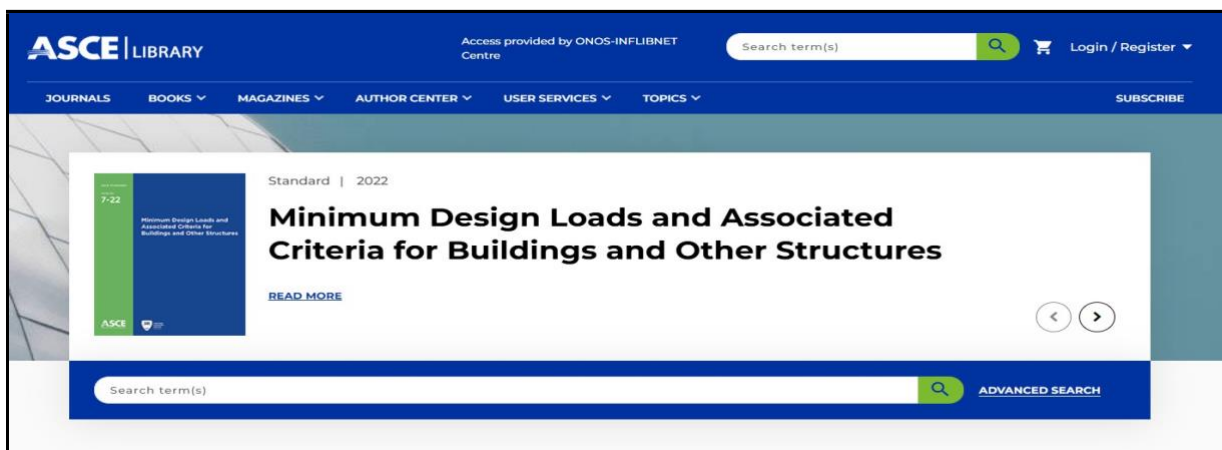 ASCE LIBRARY
Access provided by ONOS-INFLIBNET
Centre
Search term(s)
Login / Register
JOURNALS BOOKS MAGAZINES AUTHOR CENTER USER SERVICES TOPICS SUBSCRIBE
7-22
Minimum Design Loads and
Associated Criteria for
Buildings and Other Structures
ASCE
Standard | 2022
Minimum Design Loads and Associated
Criteria for Buildings and Other Structures
READ MORE
Search term(s)
ADVANCED SEARCH